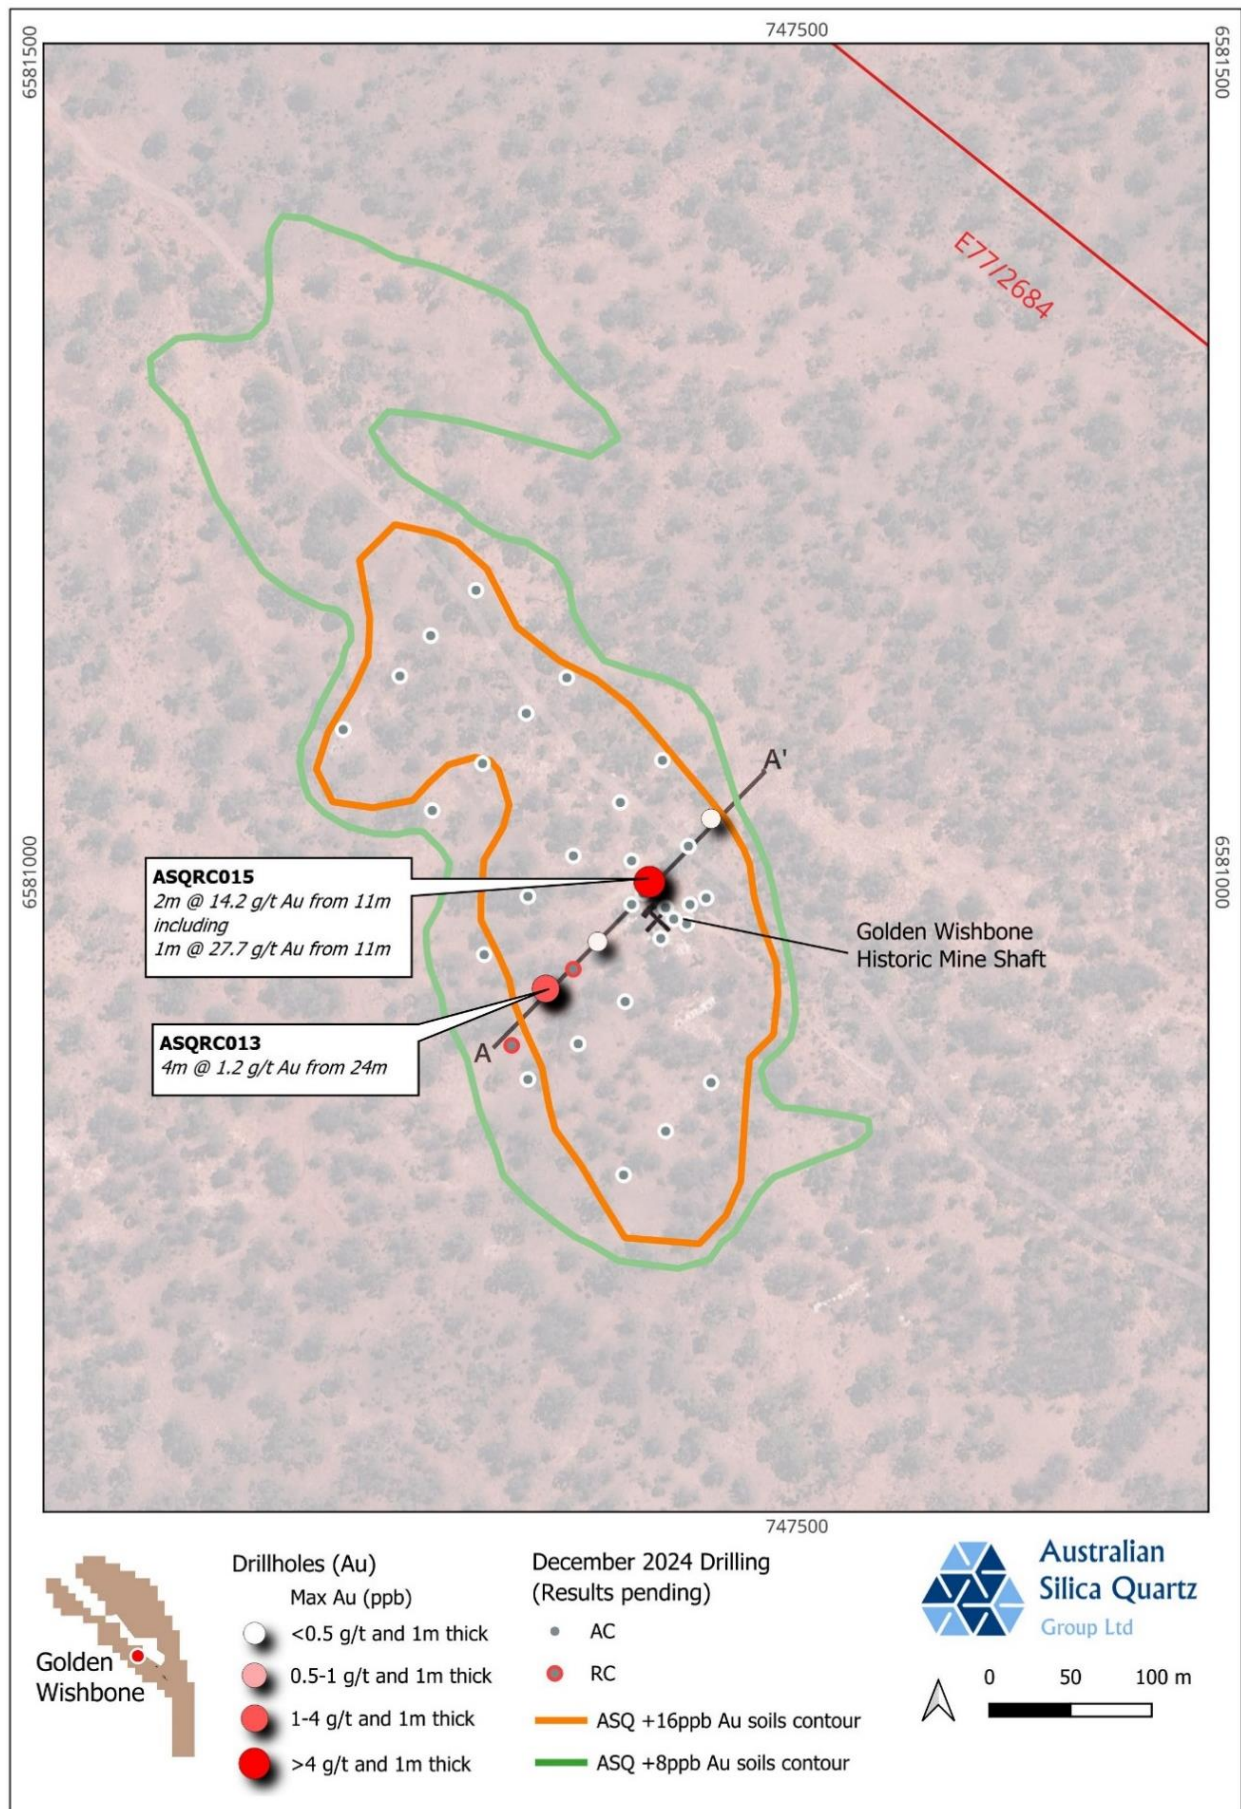 747500
6581500
6581500
E77/2684
A'
6581000
6581000
ASQRC015
2m @ 14.2 g/t Au from 11m
including
1m @ 27.7 g/t Au from 11m
Golden Wishbone
Historic Mine Shaft
ASQRC013
4m @ 1.2 g/t Au from 24m
A
747500
Golden
Wishbone
Drillholes (Au)
Max Au (ppb)
<0.5 g/t and 1m thick
0.5-1 g/t and 1m thick
1-4 g/t and 1m thick
>4 g/t and 1m thick
December 2024 Drilling
(Results pending)
AC
RC
ASQ +16ppb Au soils contour
ASQ +8ppb Au soils contour
Australian
Silica Quartz
Group Ltd
0 50 100 m